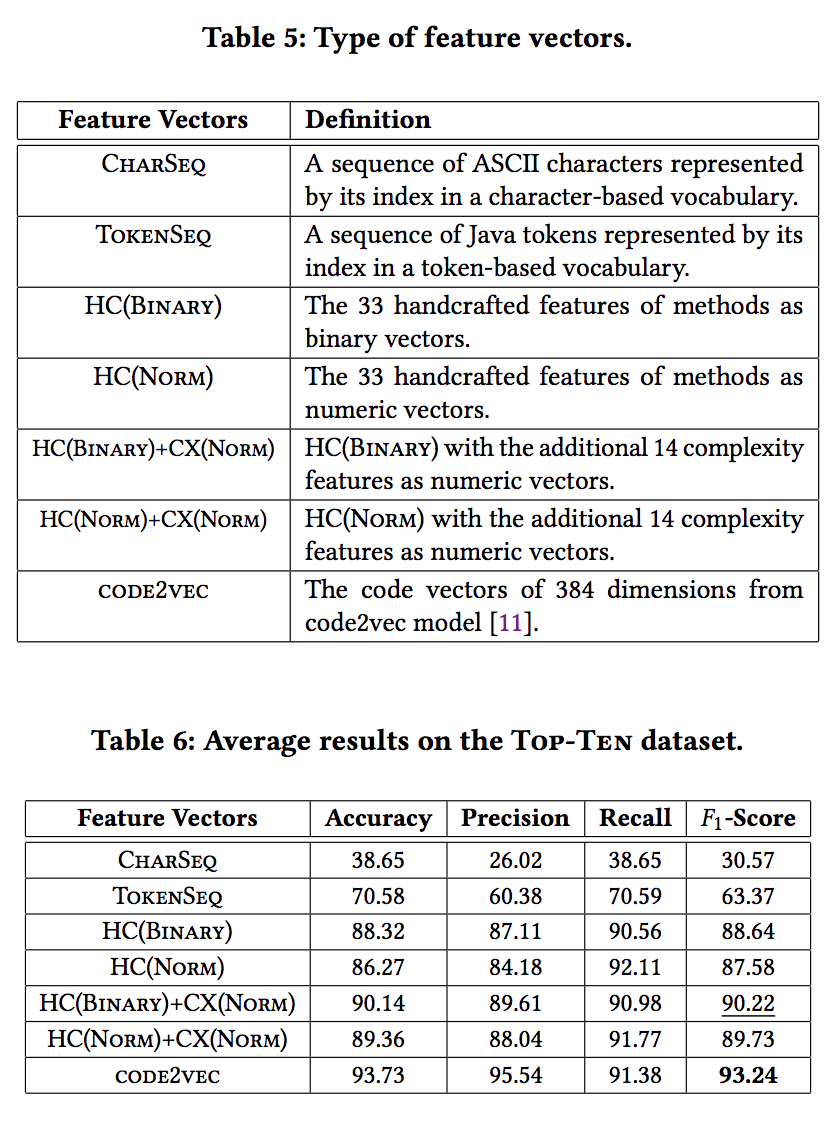 Table 5: Type of feature vectors.
Feature Vectors Definition
CharSeq A sequence of ASCII characters represented
by its index in a character-based vocabulary.
TokenSeq A sequence of Java tokens represented by its
index in a token-based vocabulary.
HC(Binary) The 33 handcrafted features of methods as
binary vectors.
HC(Norm) The 33 handcrafted features of methods as
numeric vectors.
HC(Binary)+CX(Norm) HC(Binary) with the additional 14 complexity
features as numeric vectors.
HC(Norm)+CX(Norm) HC(Norm) with the additional 14 complexity
features as numeric vectors.
code2vec The code vectors of 384 dimensions from
code2vec model [11].
Table 6: Average results on the Top-Ten dataset.
Feature Vectors Accuracy Precision Recall F1-Score
CharSeq 38.65 26.02 38.65 30.57
TokenSeq 70.58 60.38 70.59 63.37
HC(Binary) 88.32 87.11 90.56 88.64
HC(Norm) 86.27 84.18 92.11 87.58
HC(Binary)+CX(Norm) 90.14 89.61 90.98 90.22
HC(Norm)+CX(Norm) 89.36 88.04 91.77 89.73
code2vec 93.73 95.54 91.38 93.24